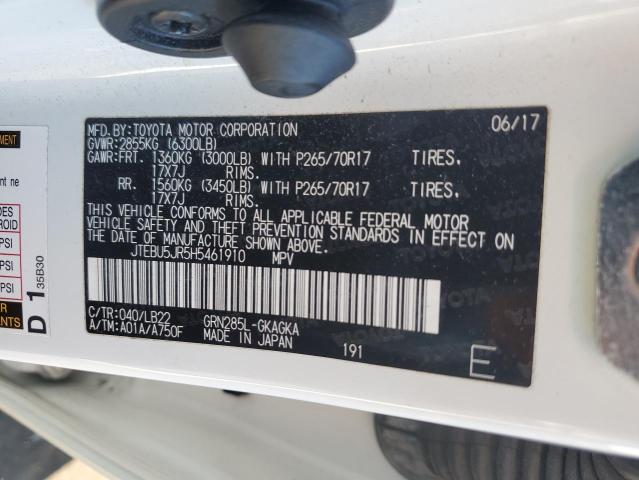 06/17
MFD.BY:TOYOTA MOTOR CORPORATION
GVWR:2855KG (6300LB)
GAWR:FRT. 1360KG (3000LB) WITH P265/70R17 TIRES.
17X7J RIMS.
RR. 1560KG (3450LB) WITH P265/70R17 TIRES.
17X7J RIMS.
THIS VEHICLE CONFORMS TO ALL APPLICABLE FEDERAL MOTOR
VEHICLE SAFETY AND THEFT PREVENTION STANDARDS IN EFFECT ON
THE DATE OF MANUFACTURE SHOWN ABOVE.
JTEBU5JR5H5461910 MPV
C/TR:040/LB22 GRN285L-GKAGKA
A/TM:A01A/A750F MADE IN JAPAN 191
E
PSI
PSI
PSI
D 1 35B30